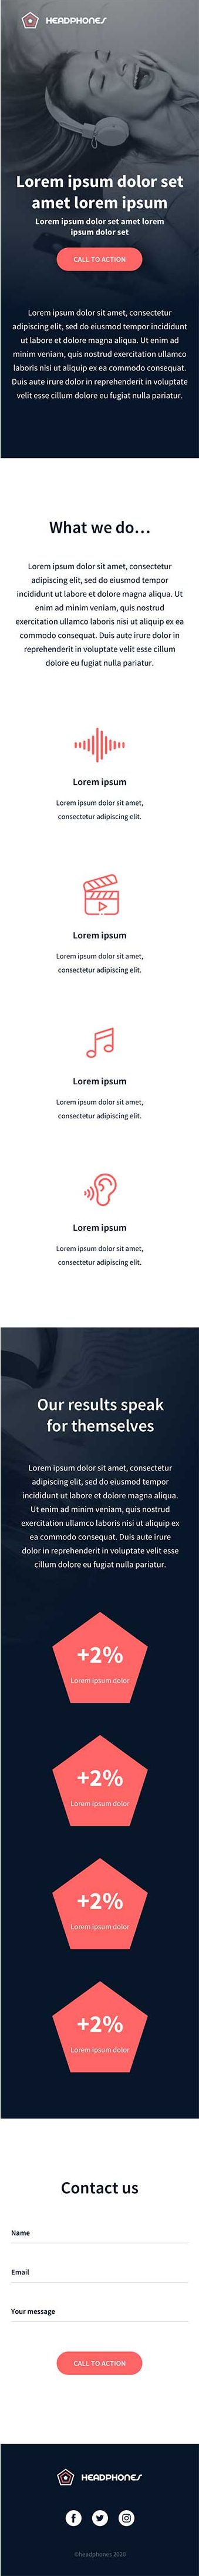 HEADPHONES
Lorem ipsum dolor set
amet lorem ipsum
Lorem ipsum dolor set amet lorem
ipsum dolor set
CALL TO ACTION
Lorem ipsum dolor sit amet, consectetur
adipiscing elit, sed do eiusmod tempor incididunt
ut labore et dolore magna aliqua. Ut enim ad
minim veniam, quis nostrud exercitation ullamco
laboris nisi ut aliquip ex ea commodo consequat.
Duis aute irure dolor in reprehenderit in voluptate
velit esse cillum dolore eu fugiat nulla pariatur.
What we do...
Lorem ipsum dolor sit amet, consectetur
adipiscing elit, sed do eiusmod tempor
incididunt ut labore et dolore magna aliqua. Ut
enim ad minim veniam, quis nostrud
exercitation ullamco laboris nisi ut aliquip ex ea
commodo consequat. Duis aute irure dolor in
reprehenderit in voluptate velit esse cillum
dolore eu fugiat nulla pariatur.
Lorem ipsum
Lorem ipsum dolor sit amet,
consectetur adipiscing elit.
Lorem ipsum
Lorem ipsum dolor sit amet,
consectetur adipiscing elit.
Lorem ipsum
Lorem ipsum dolor sit amet,
consectetur adipiscing elit.
Lorem ipsum
Lorem ipsum dolor sit amet,
consectetur adipiscing elit.
Our results speak
for themselves
Lorem ipsum dolor sit amet, consectetur
adipiscing elit, sed do eiusmod tempor
incididunt ut labore et dolore magna aliqua.
Ut enim ad minim veniam, quis nostrud
exercitation ullamco laboris nisi ut aliquip ex
ea commodo consequat. Duis aute irure
dolor in reprehenderit in voluptate velit esse
cillum dolore eu fugiat nulla pariatur.
+2%
Lorem ipsum dolor
+2%
Lorem ipsum dolor
+2%
Lorem ipsum dolor
+2%
Lorem ipsum dolor
Contact us
Name
Email
Your message
CALL TO ACTION
HEADPHONES
©headphones 2020